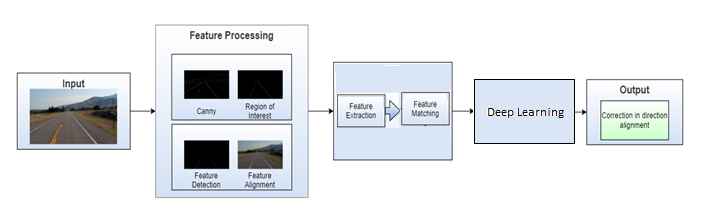 Input
Feature Processing
Canny
Region of
Interest
Feature
Detection
Feature
Alignment
Feature
Extraction
Feature
Matching
Deep Learning
Output
Correction in direction
alignment